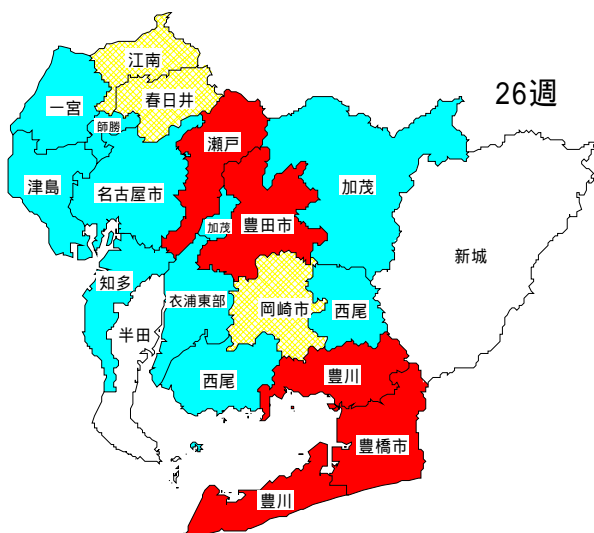 江南
26週
春日井
一宮
師勝
瀬戸
津島
名古屋市
加茂
加茂
豊田市
新城
知多
衣浦東部
岡崎市
西尾
半田
西尾
豊川
豊橋市
豊川